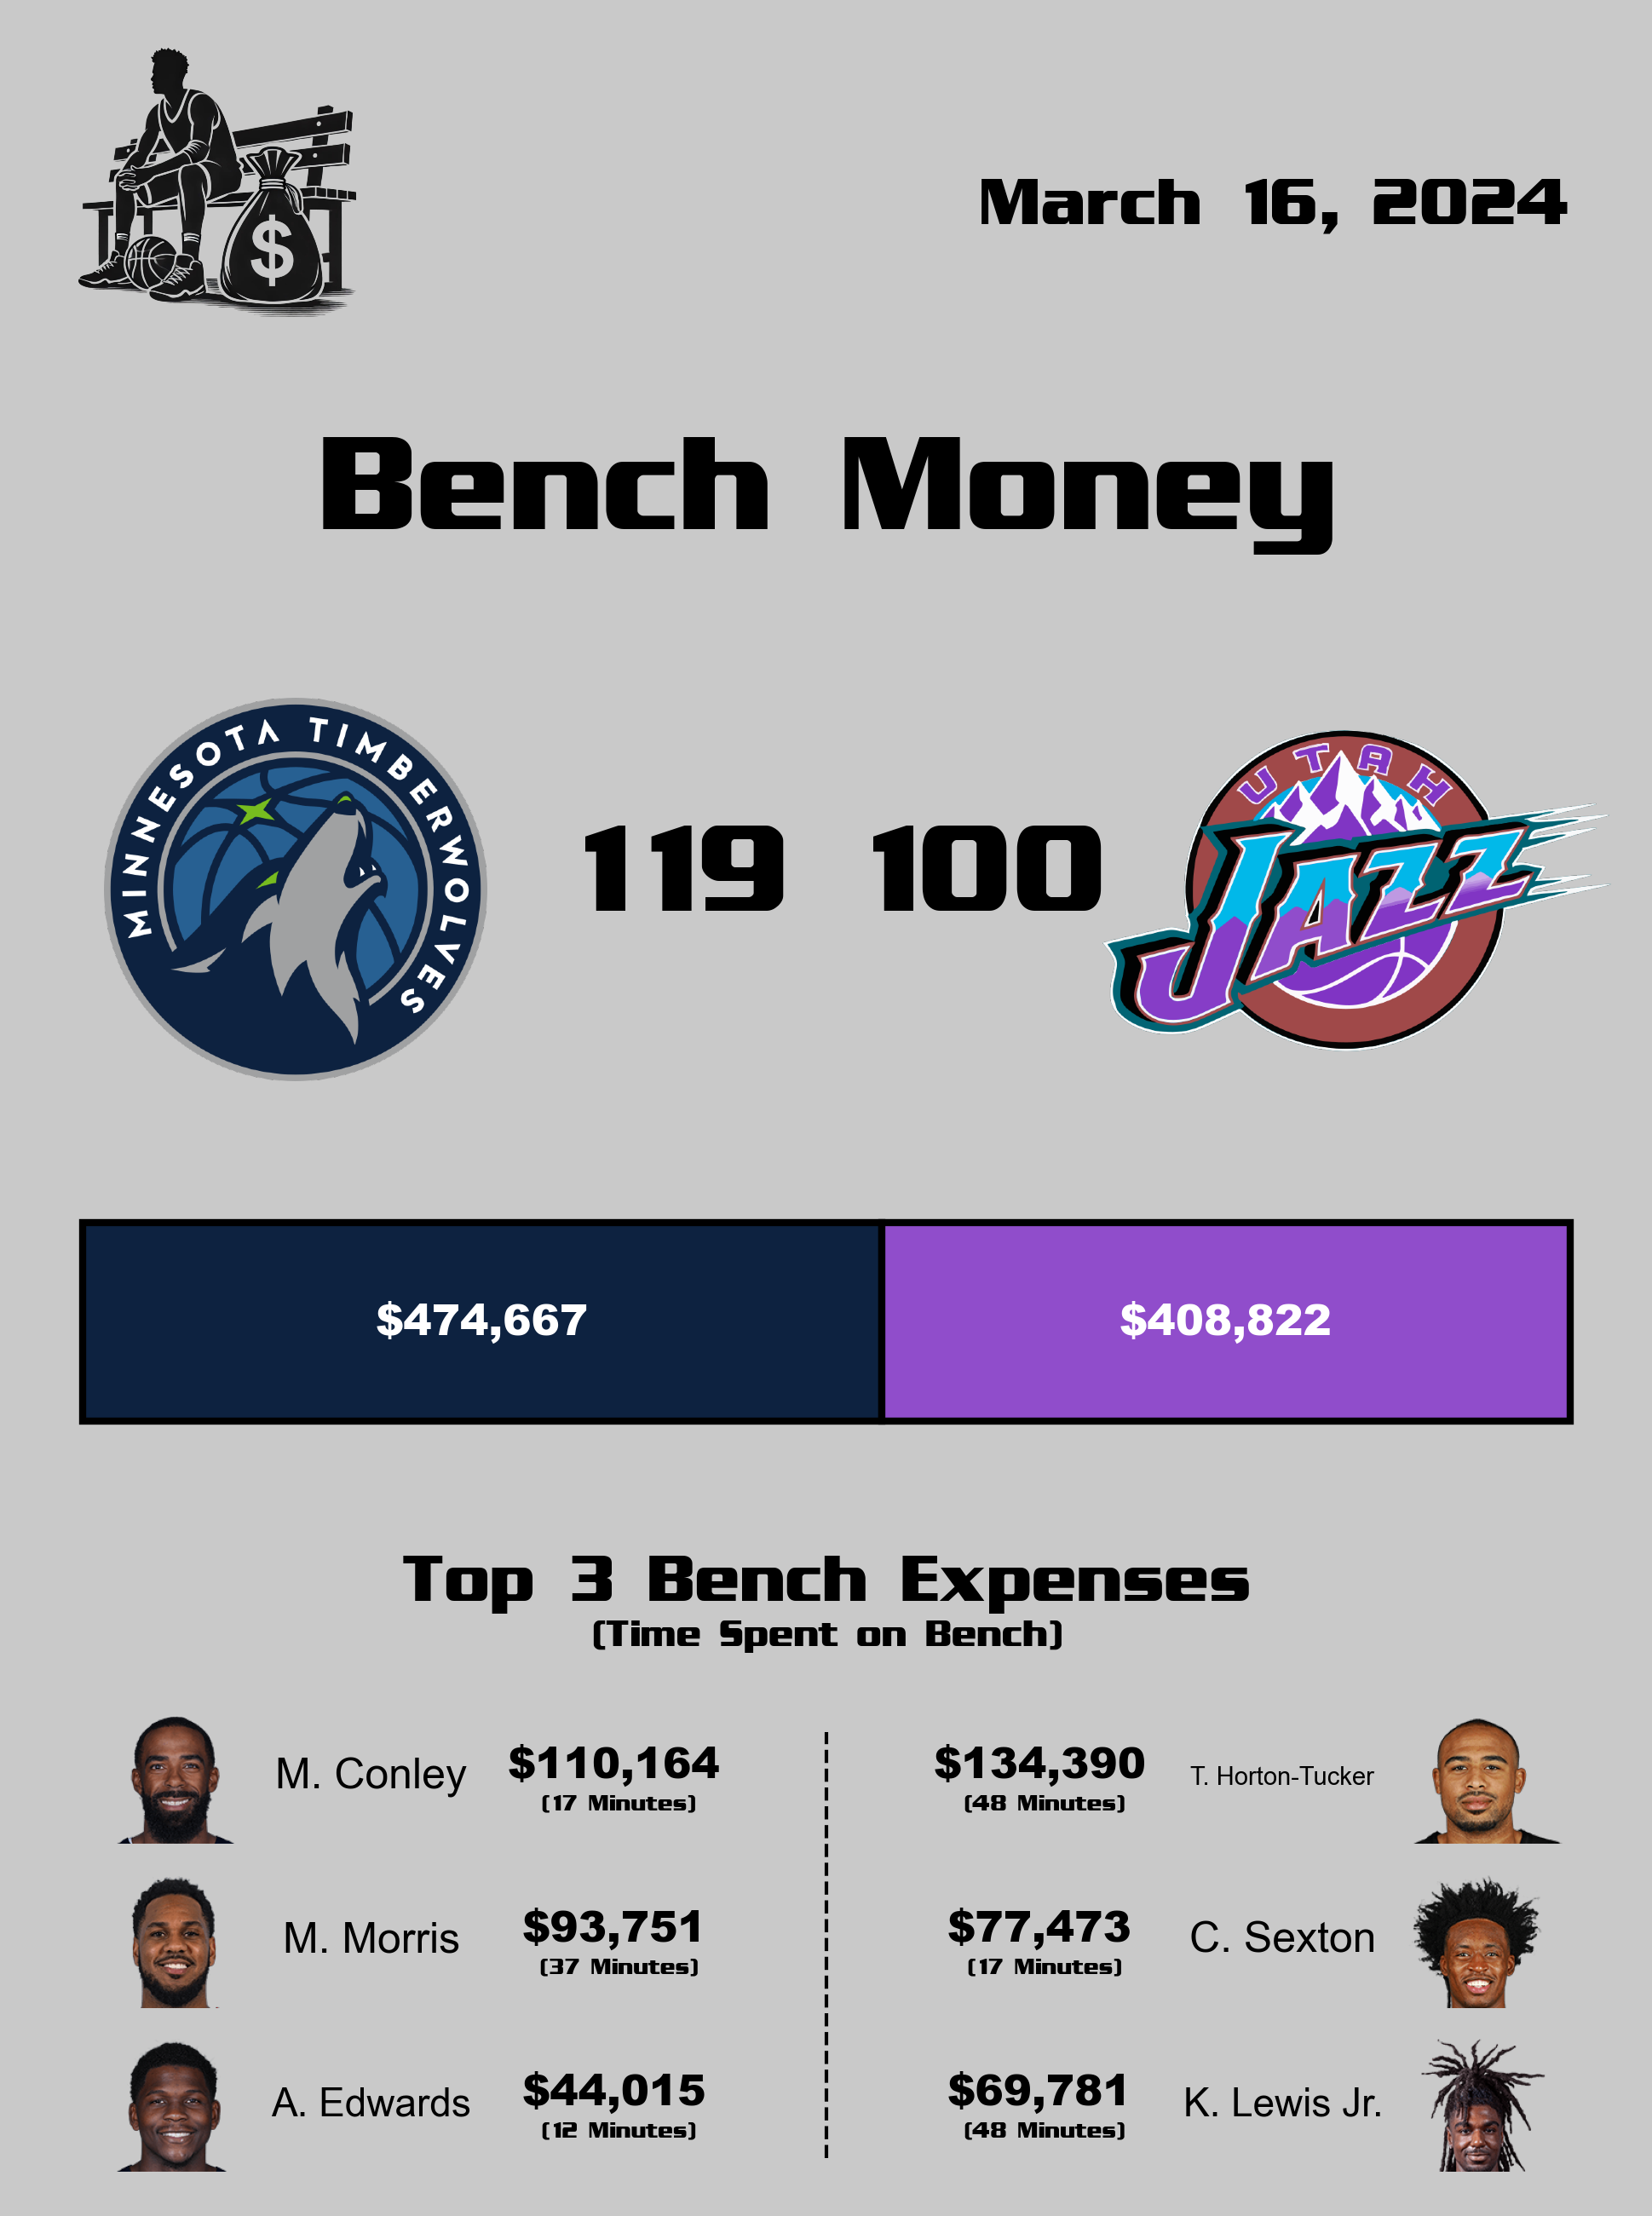 March 16, 2024
Bench Money
MINNESOTA TIMBERWOLVES
119 100
UTAH
JAZZ
$474,667 $408,822
Top 3 Bench Expenses
(Time Spent on Bench)
M. Conley $110,164 $134,390 T. Horton-Tucker
(17 Minutes) (48 Minutes)
M. Morris $93,751 $77,473 C. Sexton
(37 Minutes) (17 Minutes)
A. Edwards $44,015 $69,781 K. Lewis Jr.
(12 Minutes) (48 Minutes)
$